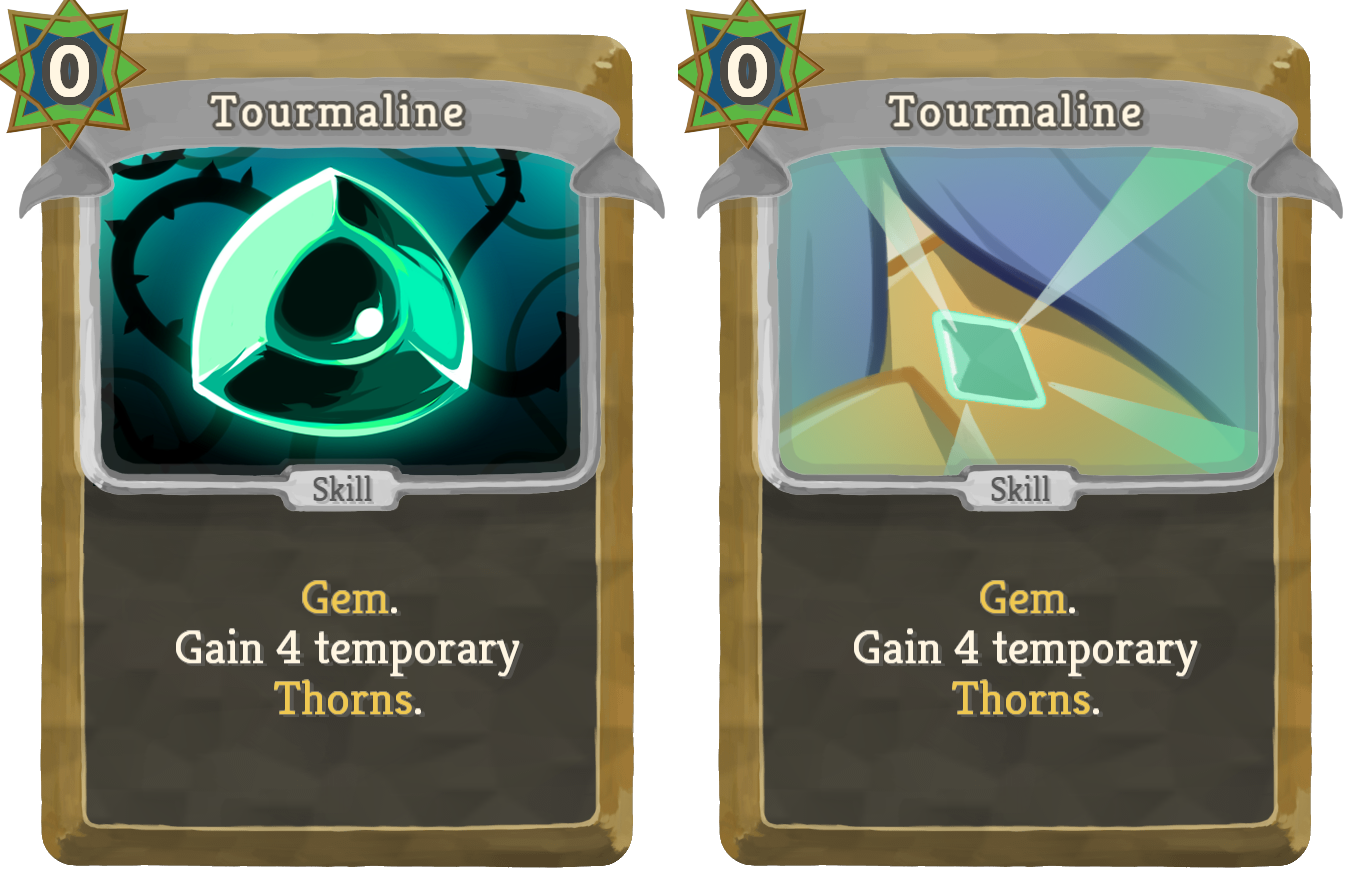 0
Tourmaline
Skill
Gem.
Gain 4 temporary
Thorns.
0
Tourmaline
Skill
Gem.
Gain 4 temporary
Thorns.